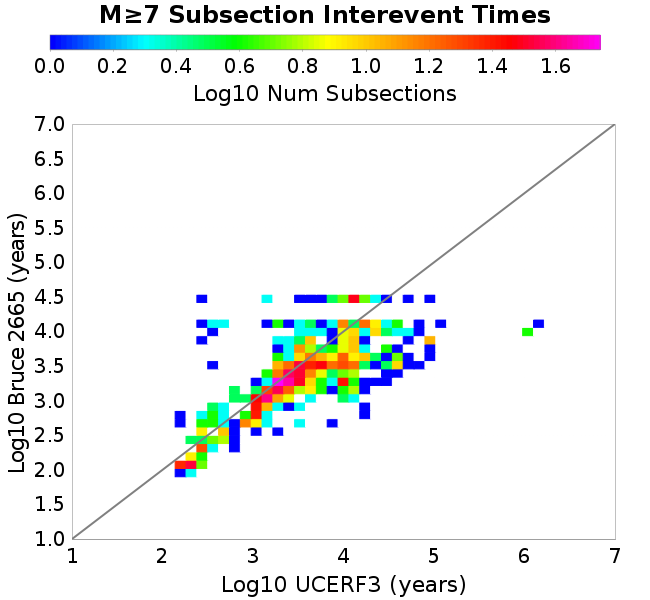 M≥7 Subsection Interevent Times
0.0 0.2 0.4 0.6 0.8 1.0 1.2 1.4 1.6
Log10 Num Subsections
7.0
6.5
6.0
5.5
5.0
4.5
4.0
3.5
3.0
2.5
2.0
1.5
1.0
Log10 Bruce 2665 (years)
1 2 3 4 5 6 7
Log10 UCERF3 (years)